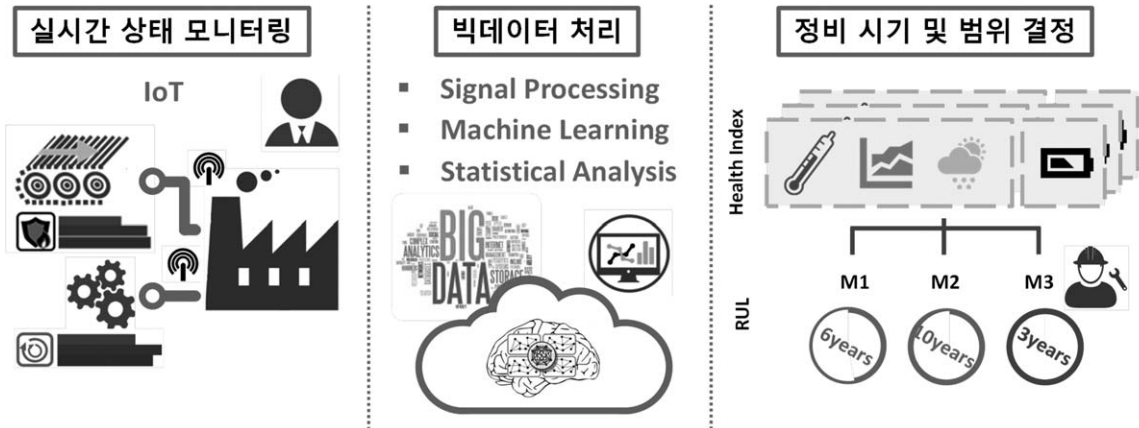 실시간 상태 모니터링
IoT
빅데이터 처리
▪ Signal Processing
▪ Machine Learning
▪ Statistical Analysis
BIG
DATA
ANALYTICS
STORAGE
정비 시기 및 범위 결정
Health Index
M1 M2 M3
RUL
6years 10years 3years